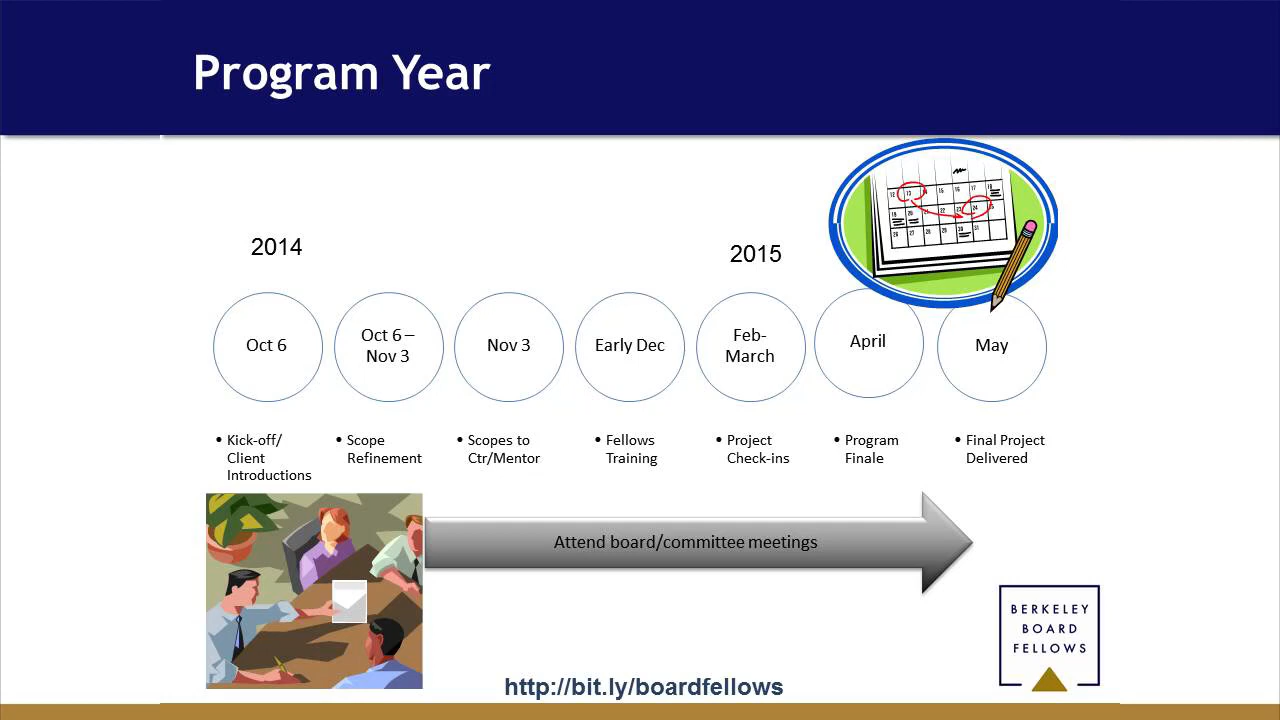 Program Year
2014
2015
Oct 6
Oct 6 –
Nov 3
Nov 3
Early Dec
Feb-
March
April
May
• Kick-off/
Client
Introductions
• Scope
Refinement
• Scopes to
Ctr/Mentor
• Fellows
Training
• Project
Check-ins
• Program
Finale
• Final Project
Delivered
Attend board/committee meetings
BERKELEY
BOARD
FELLOWS
http://bit.ly/boardfellows